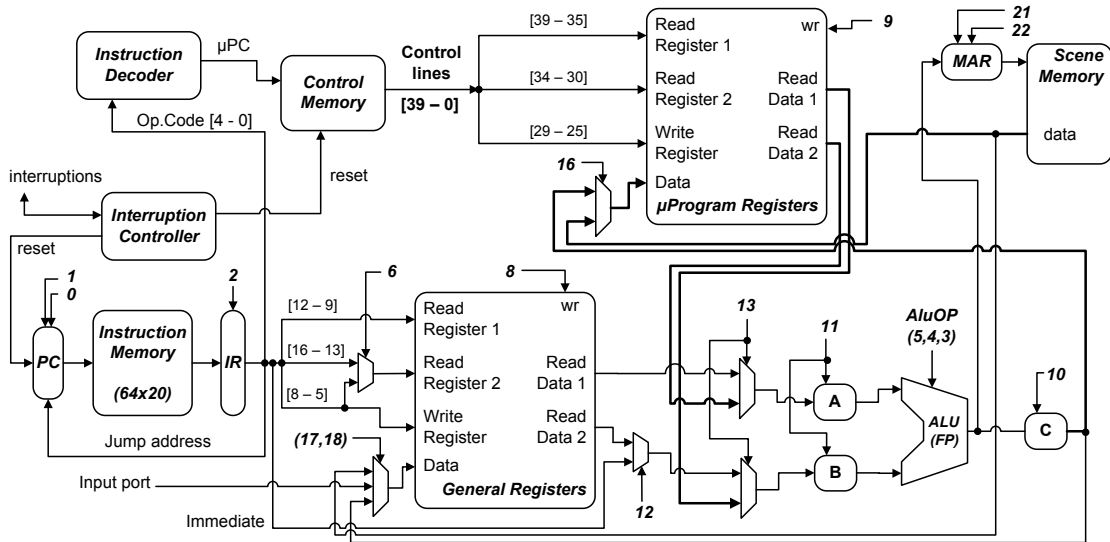 Instruction
Decoder
µPC
Control
Memory
Control
lines
[39 – 0]
Op.Code [4 - 0]
interruptions
Interruption
Controller
reset
reset
[39 – 35]
[34 – 30]
[29 – 25]
Read
Register 1
Read
Register 2
Write
Register
Data
wr
Read
Data 1
Read
Data 2
µProgram Registers
9
16
21
22
MAR
Scene
Memory
data
1
0
PC
Instruction
Memory
(64x20)
2
IR
Jump address
Input port
Immediate
[12 – 9]
[16 – 13]
[8 – 5]
6
(17,18)
8
wr
Read
Register 1
Read
Register 2
Write
Register
Data
Read
Data 1
Read
Data 2
General Registers
12
13
11
A
B
AluOP
(5,4,3)
ALU
(FP)
10
C